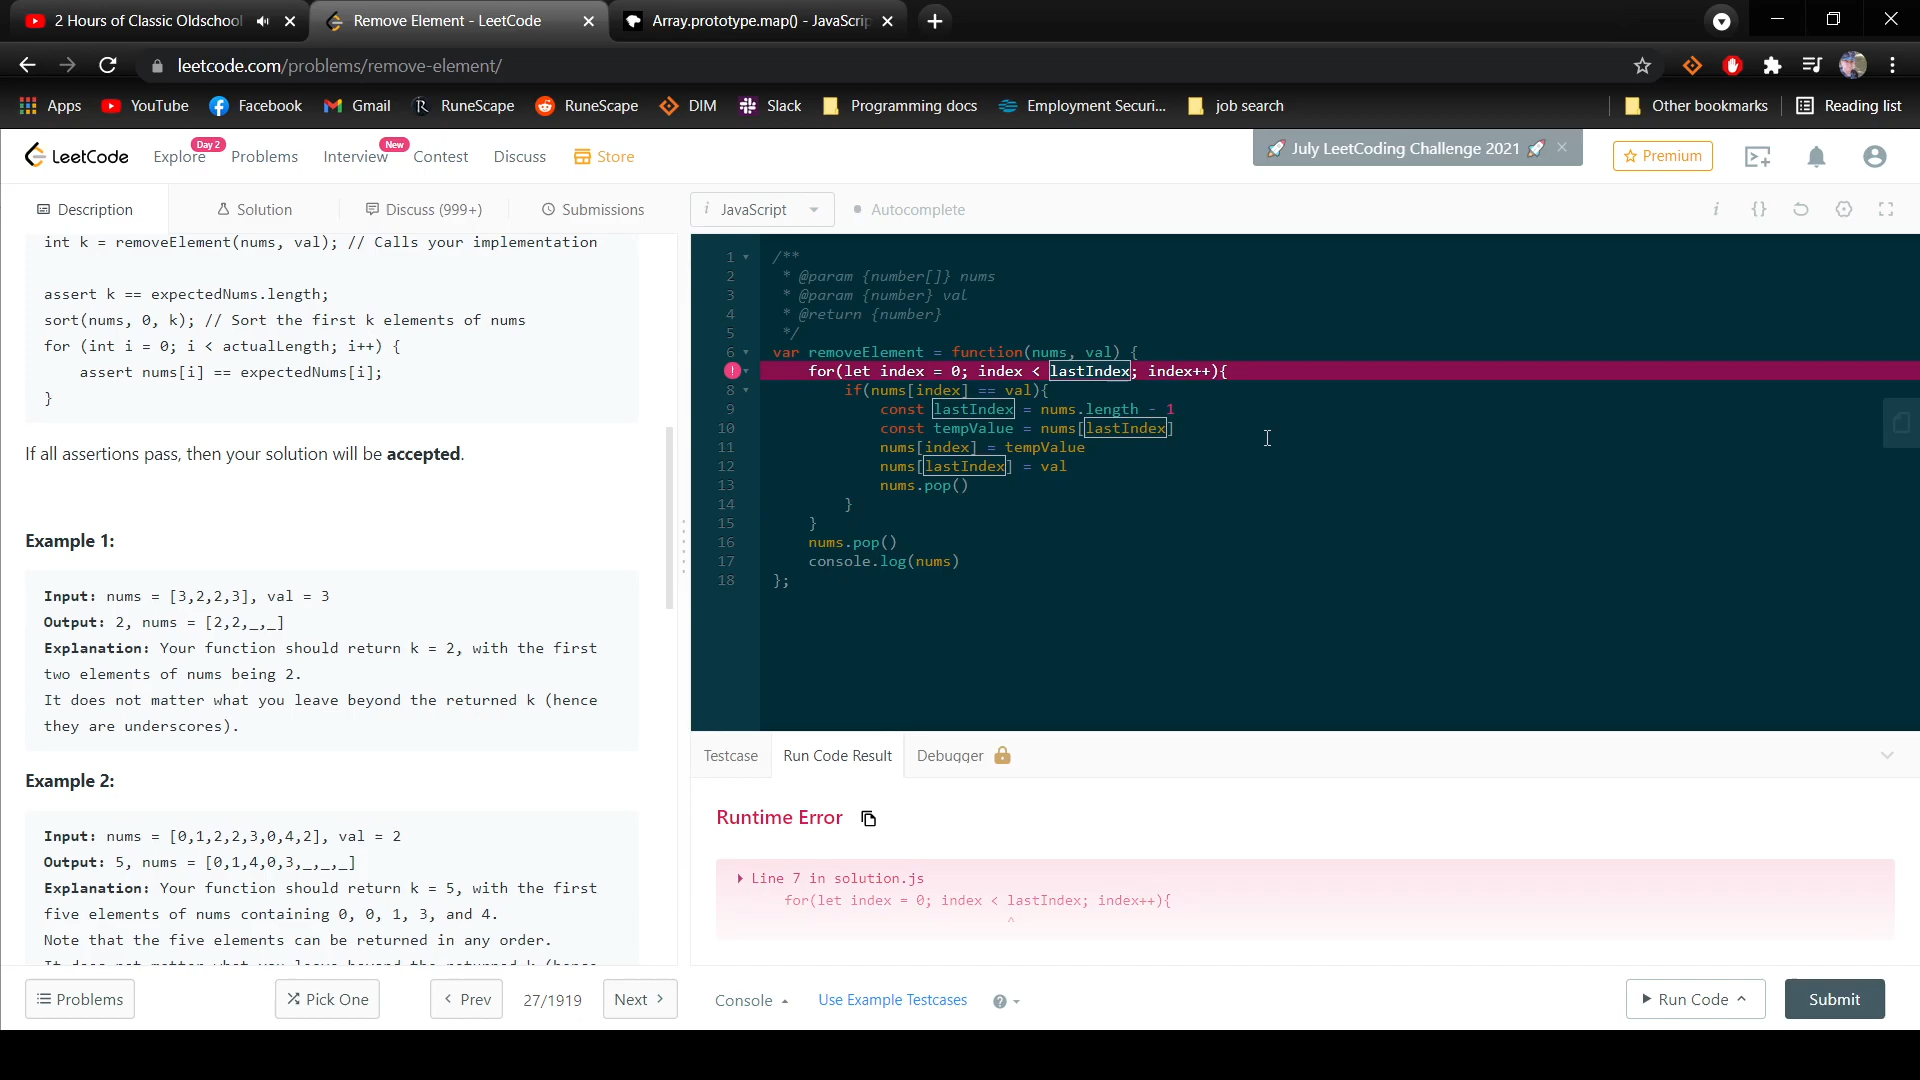 2 Hours of Classic Oldschool
Remove Element - LeetCode
Array.prototype.map() - JavaScrip
leetcode.com/problems/remove-element/
Apps YouTube Facebook Gmail RuneScape RuneScape DIM Slack Programming docs Employment Securi... job search Other bookmarks Reading list
LeetCode Explore Day 2 Problems Interview New Contest Discuss Store
🚀 July LeetCoding Challenge 2021 🚀 ×
Premium
Description Solution Discuss (999+) Submissions
i JavaScript Autocomplete
int k = removeElement(nums, val); // Calls your implementation
assert k == expectedNums.length;
sort(nums, 0, k); // Sort the first k elements of nums
for (int i = 0; i < actualLength; i++) {
assert nums[i] == expectedNums[i];
}
If all assertions pass, then your solution will be accepted.
Example 1:
Input: nums = [3,2,2,3], val = 3
Output: 2, nums = [2,2,_,_]
Explanation: Your function should return k = 2, with the first
two elements of nums being 2.
It does not matter what you leave beyond the returned k (hence
they are underscores).
Example 2:
Input: nums = [0,1,2,2,3,0,4,2], val = 2
Output: 5, nums = [0,1,4,0,3,_,_,_]
Explanation: Your function should return k = 5, with the first
five elements of nums containing 0, 0, 1, 3, and 4.
Note that the five elements can be returned in any order.
It does not matter what you leave beyond the returned k (hence
1 /**
2 * @param {number[]} nums
3 * @param {number} val
4 * @return {number}
5 */
6 var removeElement = function(nums, val) {
for(let index = 0; index < lastIndex; index++){
8 if(nums[index] == val){
9 const lastIndex = nums.length - 1
10 const tempValue = nums[lastIndex]
11 nums[index] = tempValue
12 nums[lastIndex] = val
13 nums.pop()
14 }
15 }
16 nums.pop()
17 console.log(nums)
18 };
Testcase Run Code Result Debugger
Runtime Error
Line 7 in solution.js
for(let index = 0; index < lastIndex; index++){
^
Problems Pick One < Prev 27/1919 Next >
Console Use Example Testcases ?
Run Code Submit